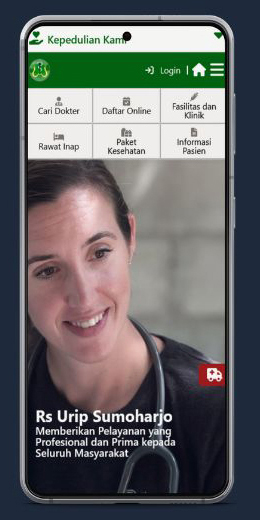 Kepedulian Kami
Login |
Cari Dokter
Daftar Online
Fasilitas dan
Klinik
Rawat Inap
Paket
Kesehatan
Informasi
Pasien
Rs Urip Sumoharjo
Memberikan Pelayanan yang
Profesional dan Prima kepada
Seluruh Masyarakat